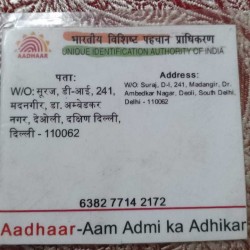 भारतीय विशिष्ट पहचान प्राधिकरण
AADHAAR
UNIQUE IDENTIFICATION AUTHORITY OF INDIA
पता:
W/O: सूरज, डी-आई, 241,
मदनगीर, डा. अम्बेडकर
नगर, देओली, दक्षिण दिल्ली,
दिल्ली - 110062
Address:
W/O: Suraj, D-I, 241, Madangir, Dr.
Ambedkar Nagar, Deoli, South Delhi,
Delhi - 110062
6382 7714 2172
Aadhaar-Aam Admi ka Adhikar